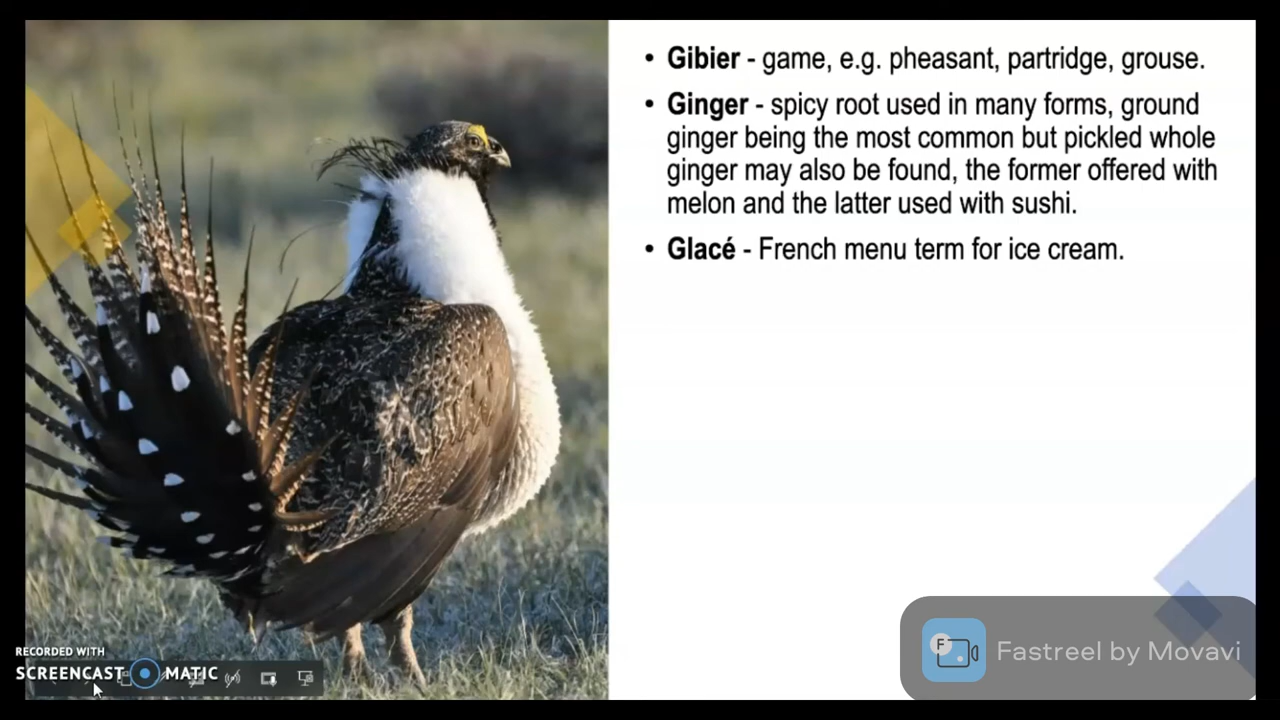 • Gibier - game, e.g. pheasant, partridge, grouse.
• Ginger - spicy root used in many forms, ground
ginger being the most common but pickled whole
ginger may also be found, the former offered with
melon and the latter used with sushi.
• Glacé - French menu term for ice cream.
RECORDED WITH
SCREENCAST MATIC
F
Fastreel by Movavi